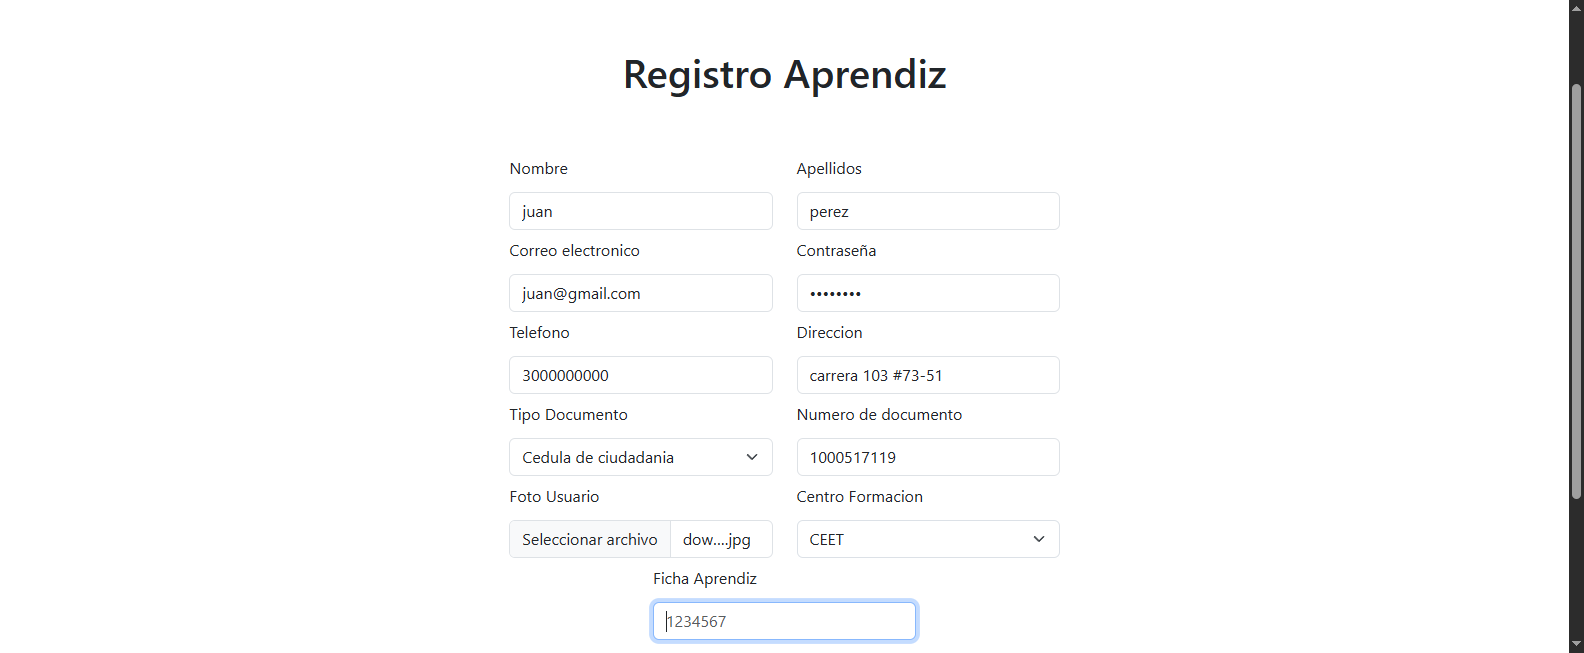 Registro Aprendiz
Nombre Apellidos
juan perez
Correo electronico Contraseña
juan@gmail.com ••••••••
Telefono Direccion
3000000000 carrera 103 #73-51
Tipo Documento Numero de documento
Cedula de ciudadania 1000517119
Foto Usuario Centro Formacion
Seleccionar archivo dow....jpg CEET
Ficha Aprendiz
1234567